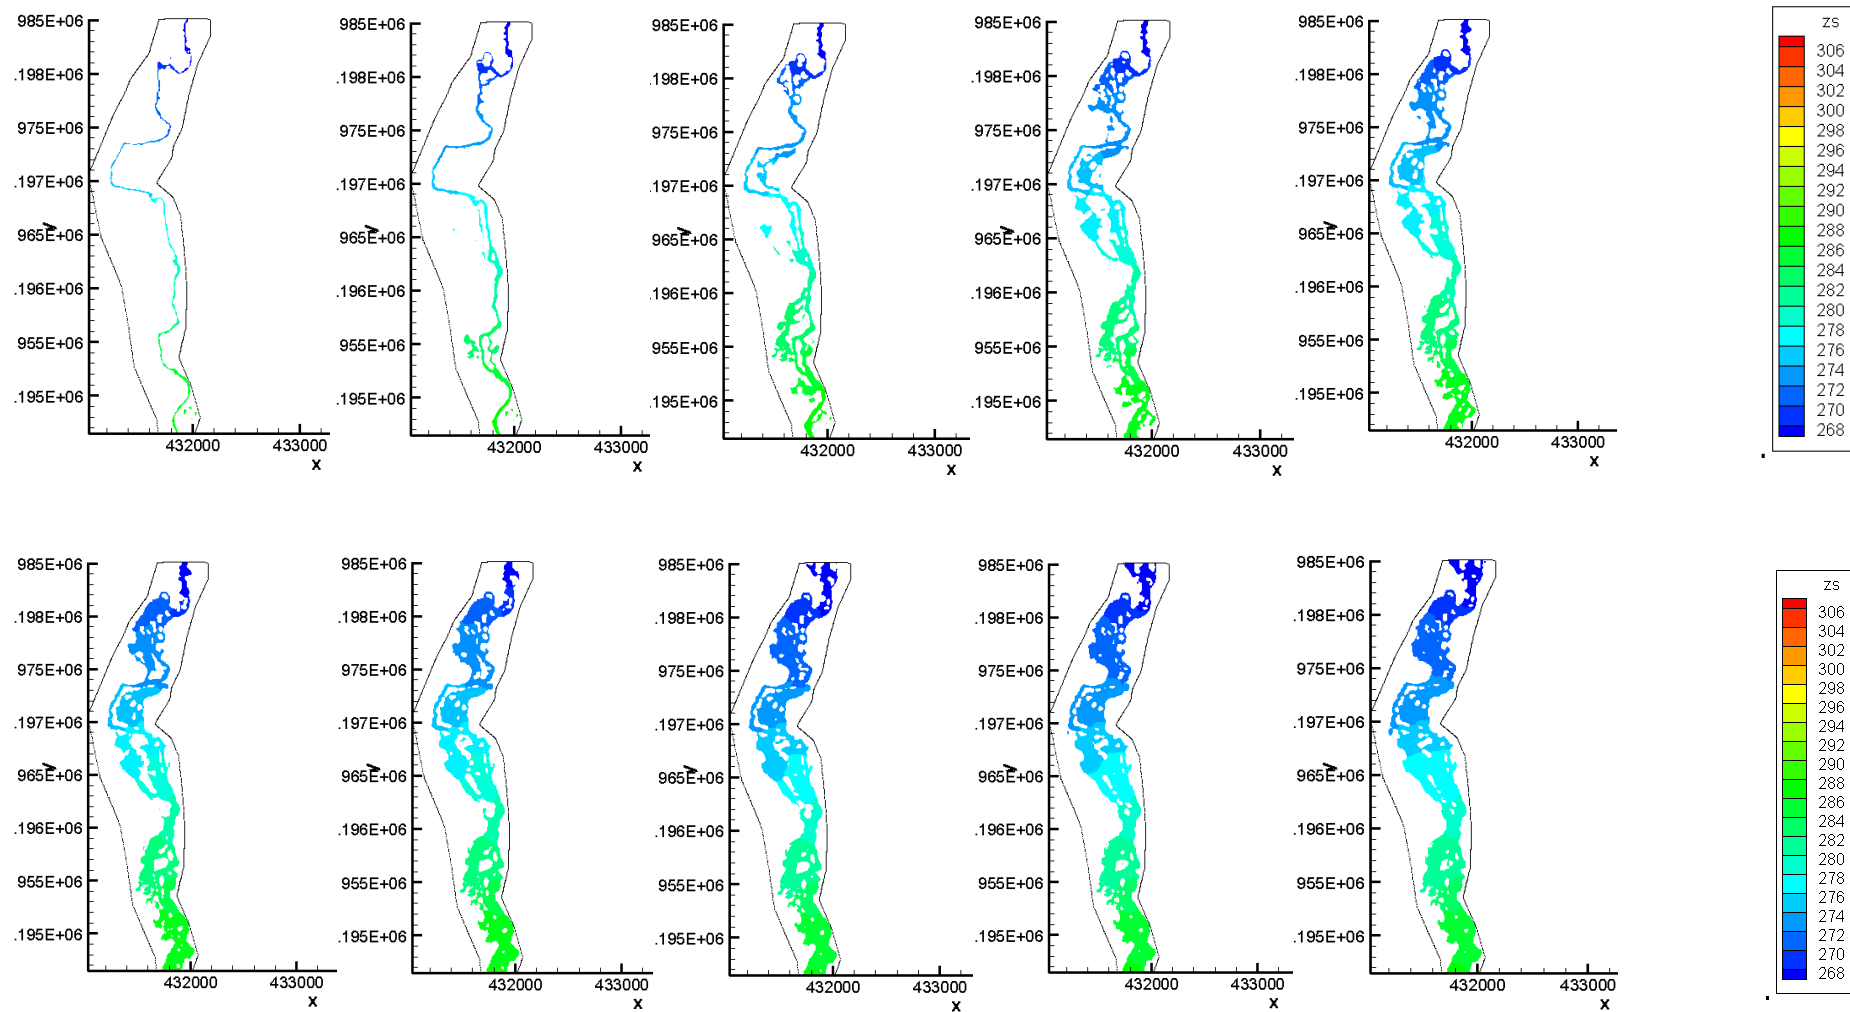 985E+06
.198E+06
975E+06
.197E+06
Y
965E+06
.196E+06
955E+06
.195E+06
432000 433000
X
985E+06
.198E+06
975E+06
.197E+06
Y
965E+06
.196E+06
955E+06
.195E+06
432000 433000
X
985E+06
.198E+06
975E+06
.197E+06
Y
965E+06
.196E+06
955E+06
.195E+06
432000 433000
X
985E+06
.198E+06
975E+06
.197E+06
Y
965E+06
.196E+06
955E+06
.195E+06
432000 433000
X
985E+06
.198E+06
975E+06
.197E+06
Y
965E+06
.196E+06
955E+06
.195E+06
432000 433000
X
zs
306
304
302
300
298
296
294
292
290
288
286
284
282
280
278
276
274
272
270
268
985E+06
.198E+06
975E+06
.197E+06
Y
965E+06
.196E+06
955E+06
.195E+06
432000 433000
X
985E+06
.198E+06
975E+06
.197E+06
Y
965E+06
.196E+06
955E+06
.195E+06
432000 433000
X
985E+06
.198E+06
975E+06
.197E+06
Y
965E+06
.196E+06
955E+06
.195E+06
432000 433000
X
985E+06
.198E+06
975E+06
.197E+06
Y
965E+06
.196E+06
955E+06
.195E+06
432000 433000
X
985E+06
.198E+06
975E+06
.197E+06
Y
965E+06
.196E+06
955E+06
.195E+06
432000 433000
X
zs
306
304
302
300
298
296
294
292
290
288
286
284
282
280
278
276
274
272
270
268